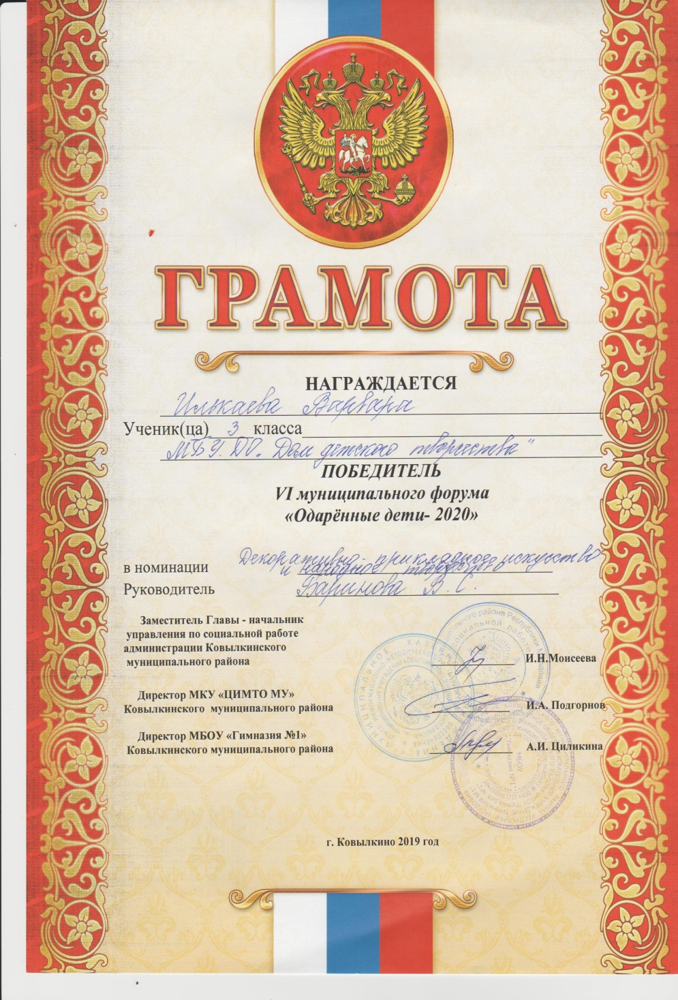 ГРАМОТА
НАГРАЖДАЕТСЯ
Илькаева Варвара
Ученик(ца) 3 класса
МБУ ДО. Дом детского творчества"
ПОБЕДИТЕЛЬ
VI муниципального форума
«Одарённые дети- 2020»
Декоративно- прикладное искусство
в номинации и народное творчество
Руководитель Баринова В. С.
Заместитель Главы - начальник
управления по социальной работе
администрации Ковылкинского
муниципального района И.Н.Моисеева
Директор МКУ «ЦИМТО МУ»
Ковылкинского муниципального района И.А. Подгорнов
Директор МБОУ «Гимназия №1»
Ковылкинского муниципального района А.И. Циликина
г. Ковылкино 2019 год